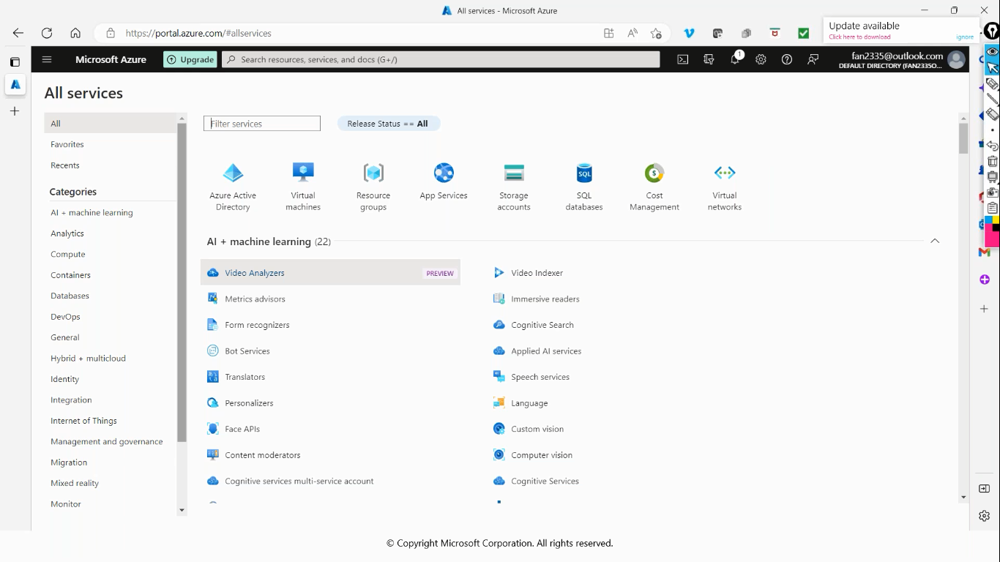 All services - Microsoft Azure
https://portal.azure.com/#allservices
Update available
Click here to download
ignore
Microsoft Azure
Upgrade
Search resources, services, and docs (G+/)
1
fan2335@outlook.com
DEFAULT DIRECTORY (FAN2335O...
All services
All
Favorites
Recents
Categories
AI + machine learning
Analytics
Compute
Containers
Databases
DevOps
General
Hybrid + multicloud
Identity
Integration
Internet of Things
Management and governance
Migration
Mixed reality
Monitor
Filter services
Release Status == All
Azure Active
Directory
Virtual
machines
Resource
groups
App Services
Storage
accounts
SQL
SQL
databases
Cost
Management
Virtual
networks
AI + machine learning (22)
Video Analyzers
PREVIEW
Video Indexer
Metrics advisors
Immersive readers
Form recognizers
Cognitive Search
Bot Services
Applied AI services
Translators
Speech services
Personalizers
Language
Face APIs
Custom vision
Content moderators
Computer vision
Cognitive services multi-service account
Cognitive Services
© Copyright Microsoft Corporation. All rights reserved.